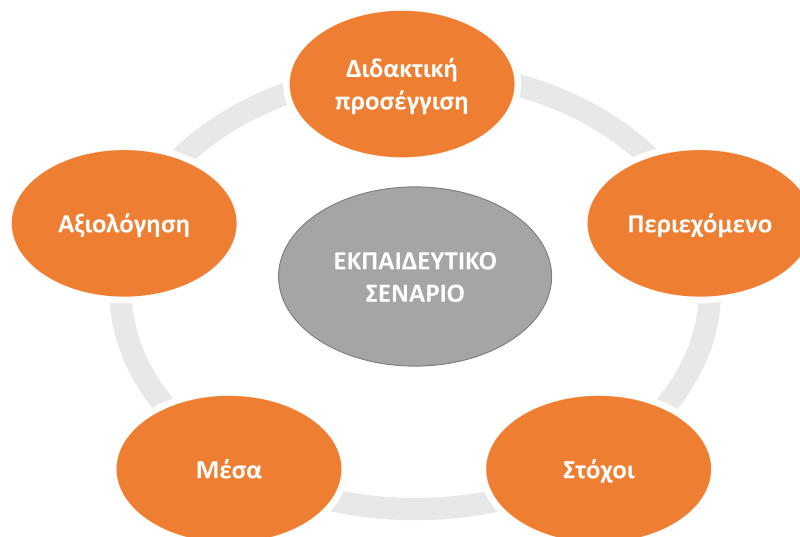 Διδακτική
προσέγγιση
Αξιολόγηση
Περιεχόμενο
ΕΚΠΑΙΔΕΥΤΙΚΟ
ΣΕΝΑΡΙΟ
Μέσα
Στόχοι